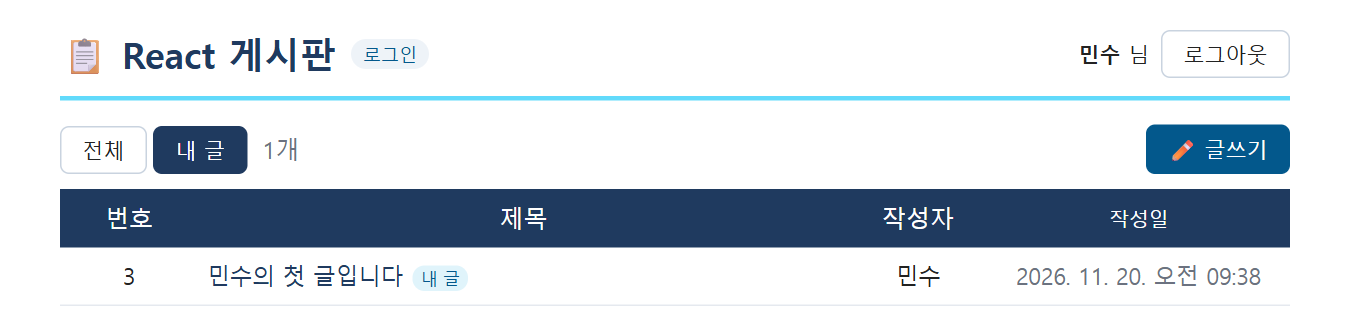 React 게시판 로그인 민수 님 로그아웃
전체 내 글 1개 글쓰기
번호 제목 작성자 작성일
3 민수의 첫 글입니다 내 글 민수 2026. 11. 20. 오전 09:38